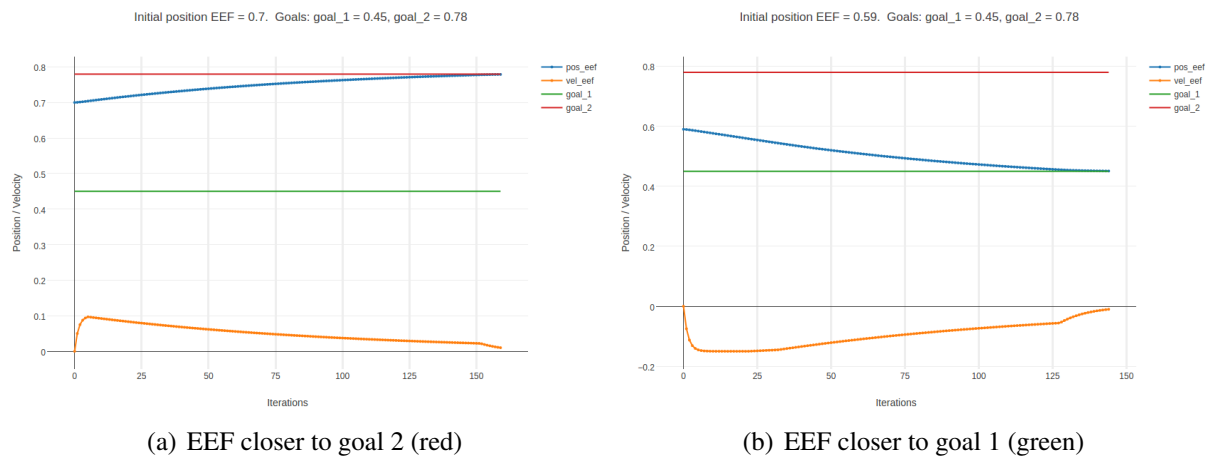 Initial position EEF = 0.7.  Goals: goal_1 = 0.45, goal_2 = 0.78
0.8
0.7
0.6
0.5
0.4
0.3
0.2
0.1
0
Position / Velocity
0
25
50
75
100
125
150
Iterations
pos_eef
vel_eef
goal_1
goal_2
(a) EEF closer to goal 2 (red)
Initial position EEF = 0.59.  Goals: goal_1 = 0.45, goal_2 = 0.78
0.8
0.6
0.4
0.2
0
−0.2
Position / Velocity
0
25
50
75
100
125
150
Iterations
pos_eef
vel_eef
goal_1
goal_2
(b) EEF closer to goal 1 (green)